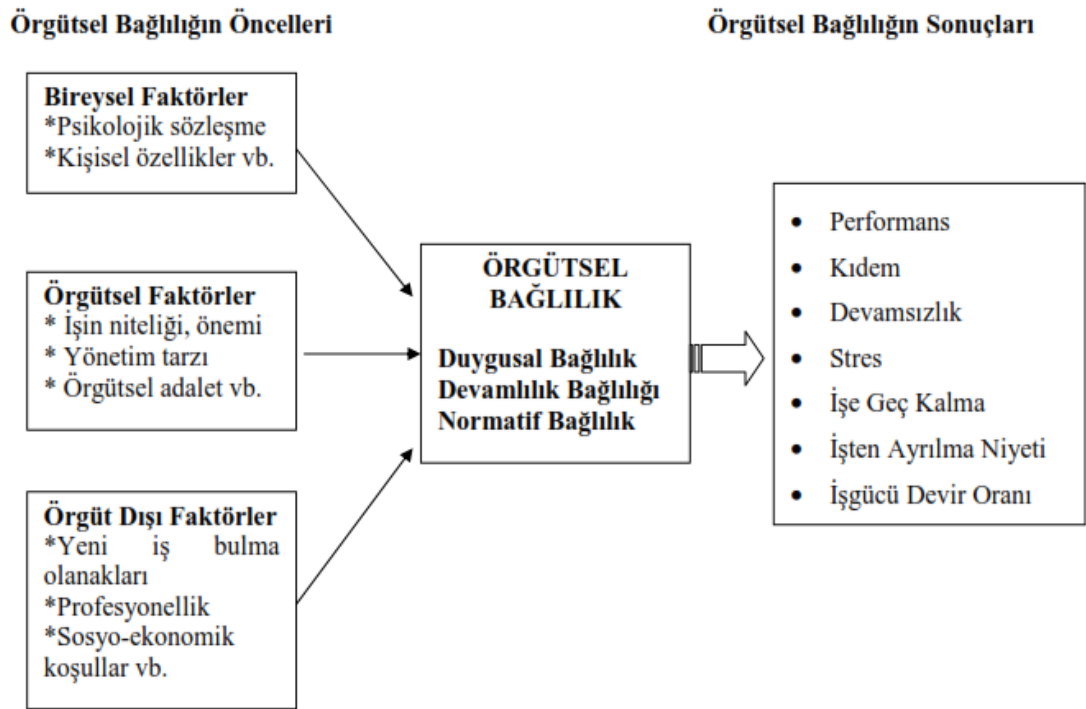 Örgütsel Bağlılığın Öncelleri
Örgütsel Bağlılığın Sonuçları
Bireysel Faktörler
*Psikolojik sözleşme
*Kişisel özellikler vb.
Örgütsel Faktörler
* İşin niteliği, önemi
* Yönetim tarzı
* Örgütsel adalet vb.
Örgüt Dışı Faktörler
*Yeni iş bulma
olanakları
*Profesyonellik
*Sosyo-ekonomik
koşullar vb.
ÖRGÜTSEL
BAĞLILIK
Duygusal Bağlılık
Devamlılık Bağlılığı
Normatif Bağlılık
• Performans
• Kıdem
• Devamsızlık
• Stres
• İşe Geç Kalma
• İşten Ayrılma Niyeti
• İşgücü Devir Oranı